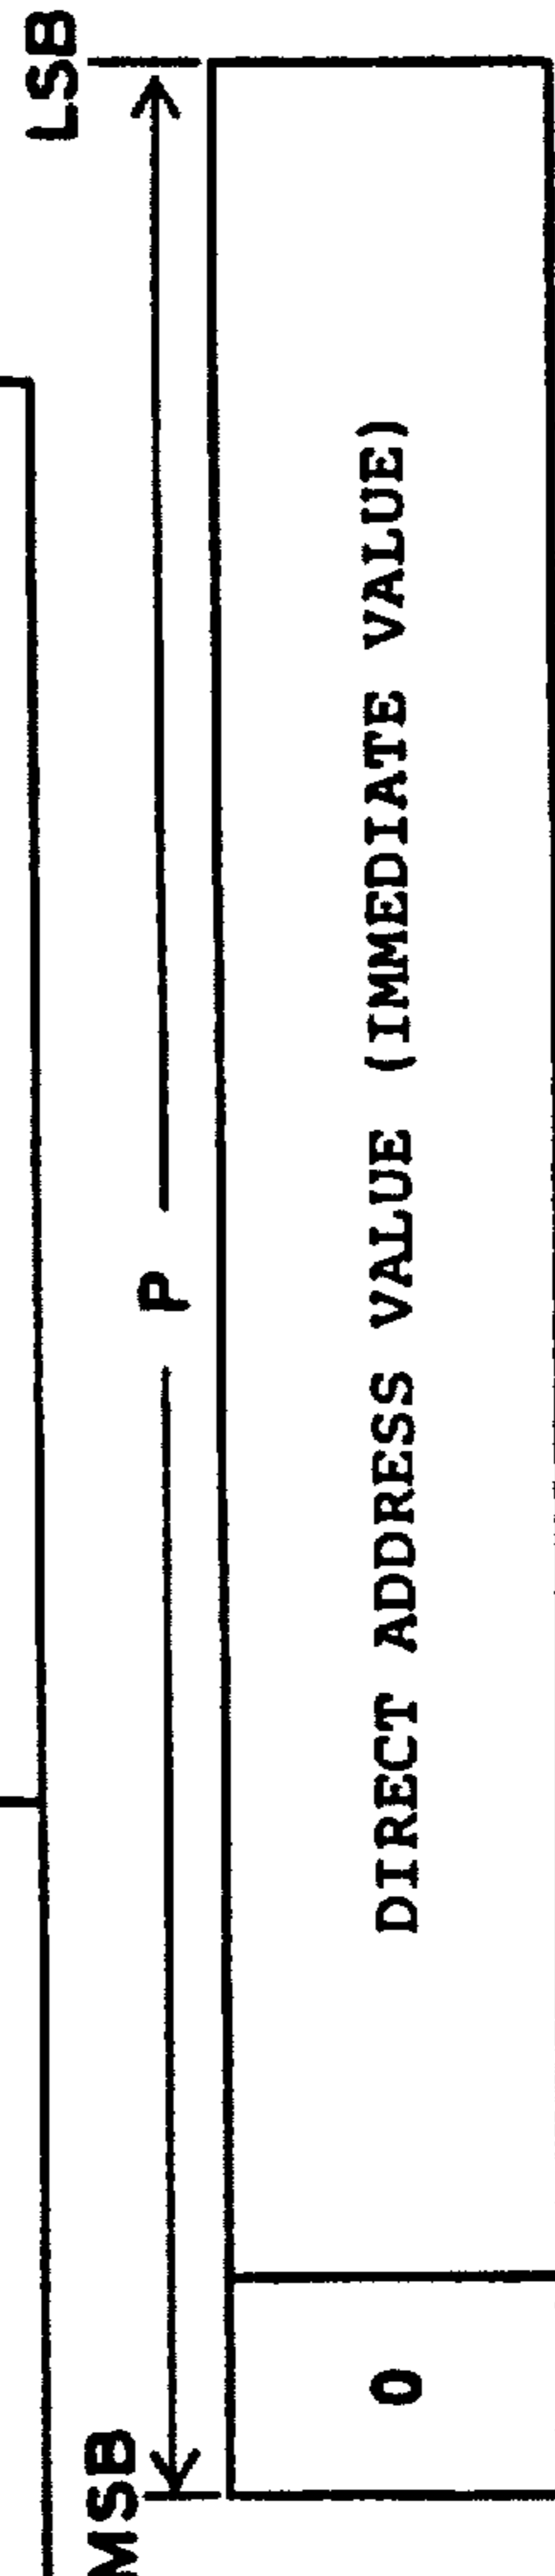 MSB
LSB
P
0
DIRECT ADDRESS VALUE (IMMEDIATE VALUE)